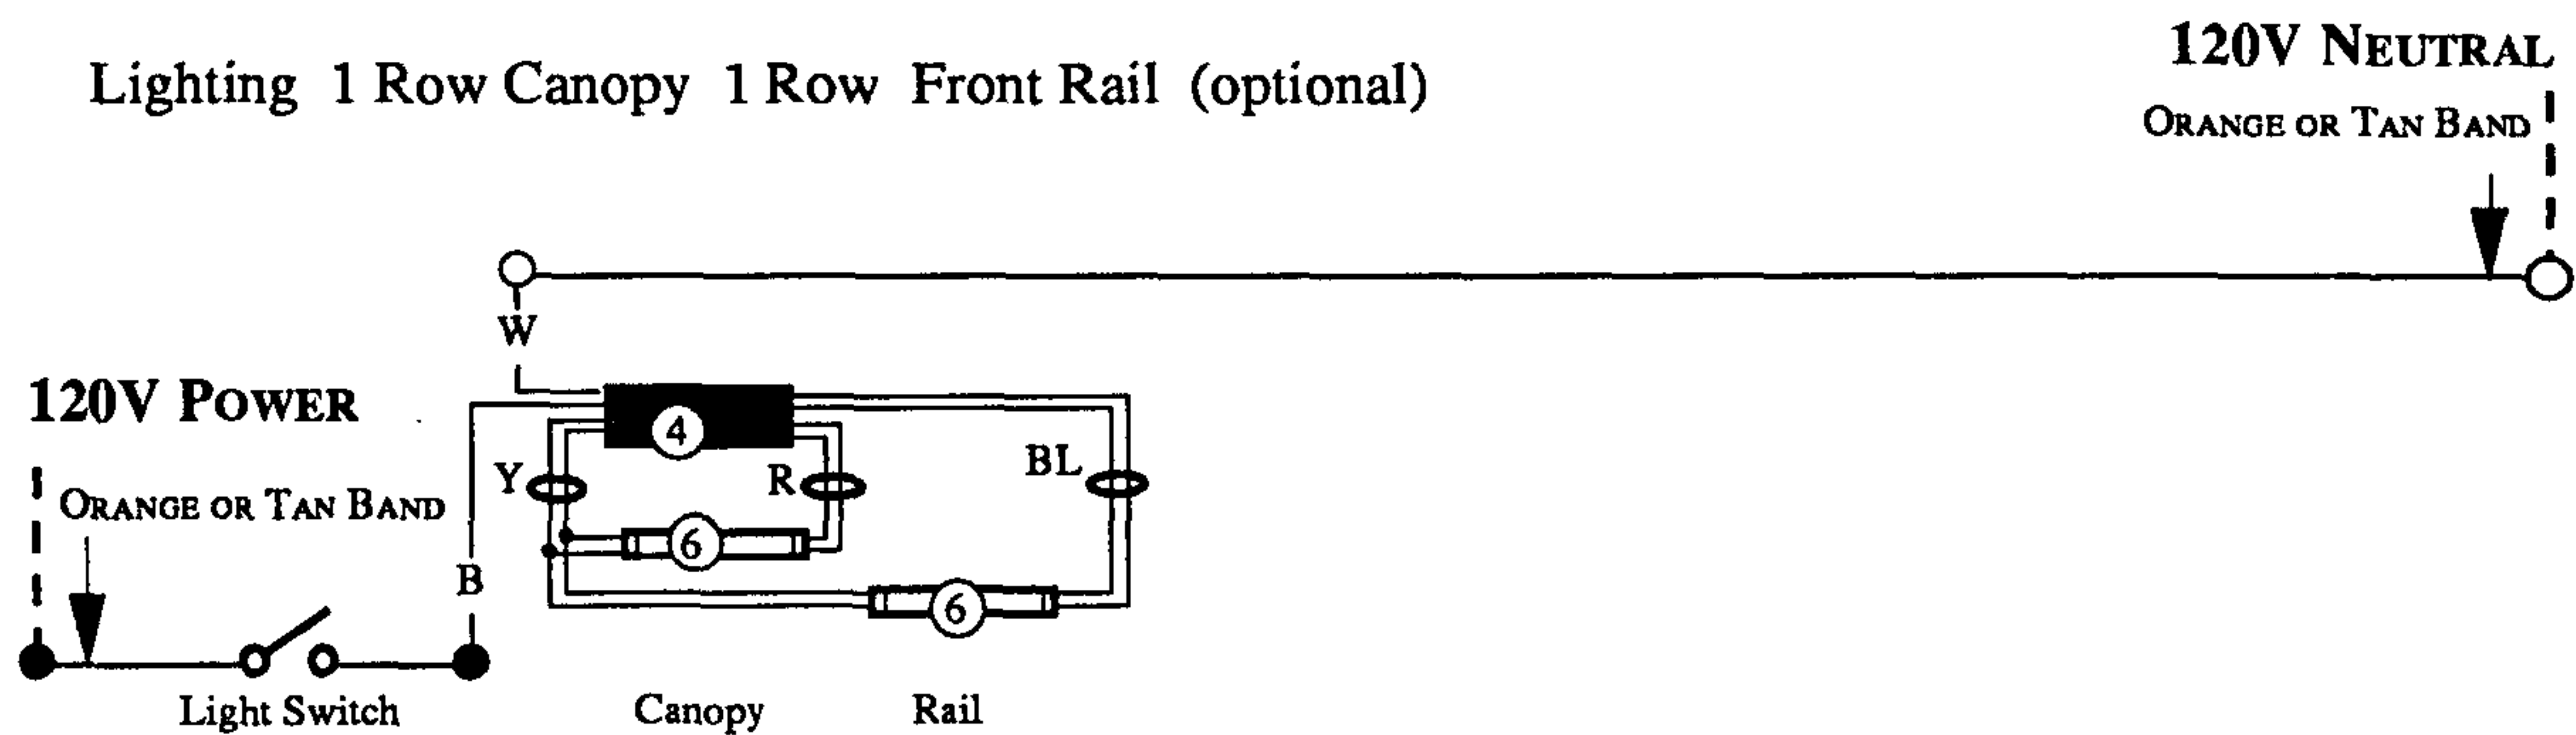 Lighting 1 Row Canopy 1 Row Front Rail (optional)
120V NEUTRAL
ORANGE OR TAN BAND
W
120V POWER
4
Y
R
BL
ORANGE OR TAN BAND
6
B
6
Light Switch
Canopy
Rail